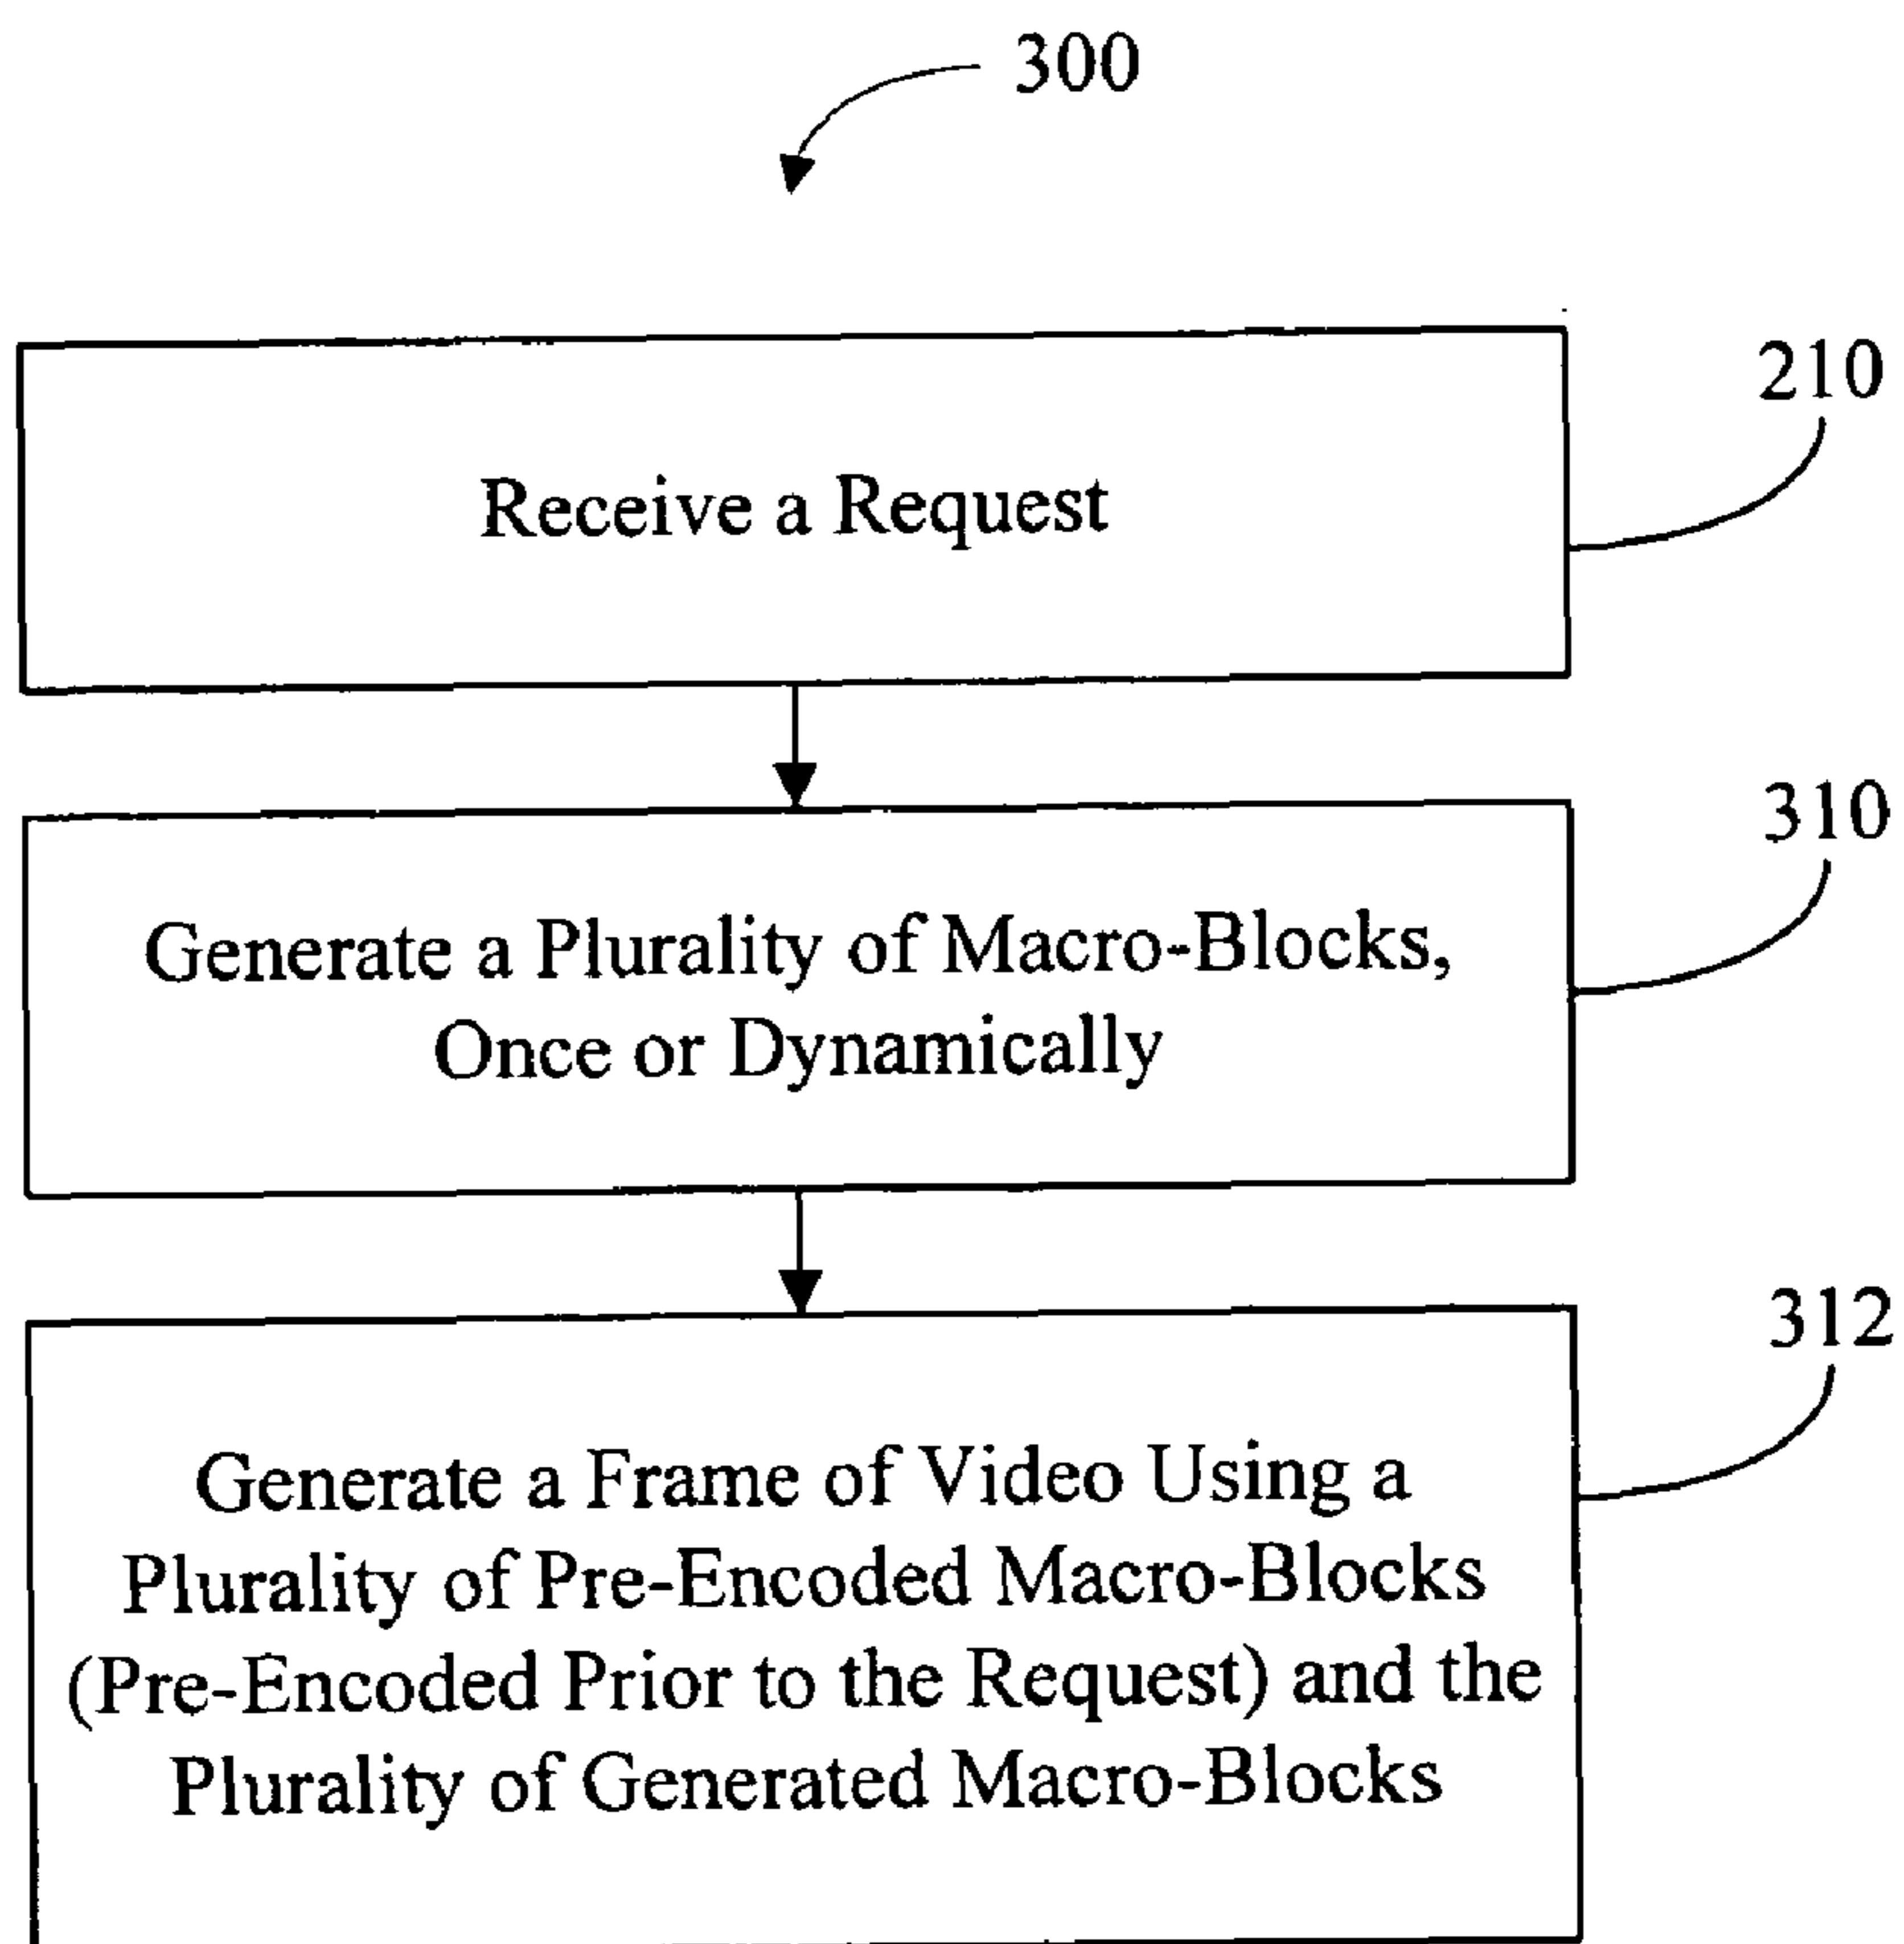 300
210
Receive a Request
310
Generate a Plurality of Macro-Blocks,
Once or Dynamically
312
Generate a Frame of Video Using a
Plurality of Pre-Encoded Macro-Blocks
(Pre-Encoded Prior to the Request) and the
Plurality of Generated Macro-Blocks